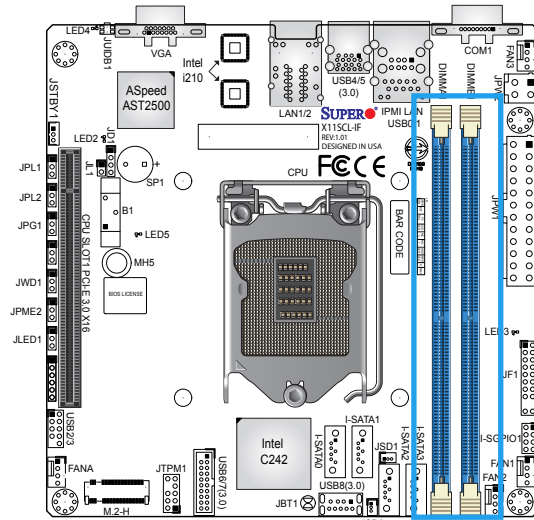 LED4
JUIDB1
VGA
Intel
i210
USB4/5
(3.0)
COM1
FAN3
ASpeed
AST2500
LAN1/2
IPMI LAN
USB0/1
DIMMA1
DIMMB1
JSTBY1
LED2
JD1
JL1
SUPER
X11SCL-IF
REV:1.01
DESIGNED IN USA
FCC CE
JPL1
SP1
CPU
JPL2
JPG1
B1
LED5
BAR CODE
JPW1
CPU SLOT1 PCI-E 3.0 X16
MH5
JWD1
BIOS LICENSE
JPME2
JLED1
LED3
JF1
USB2/3
Intel
C242
I-SATA0
I-SATA1
JSD1
I-SATA2
I-SATA3
I-SGPIO1
FANA
JTPM1
USB6/7(3.0)
USB8(3.0)
FAN1
FAN2
M.2-H
JBT1